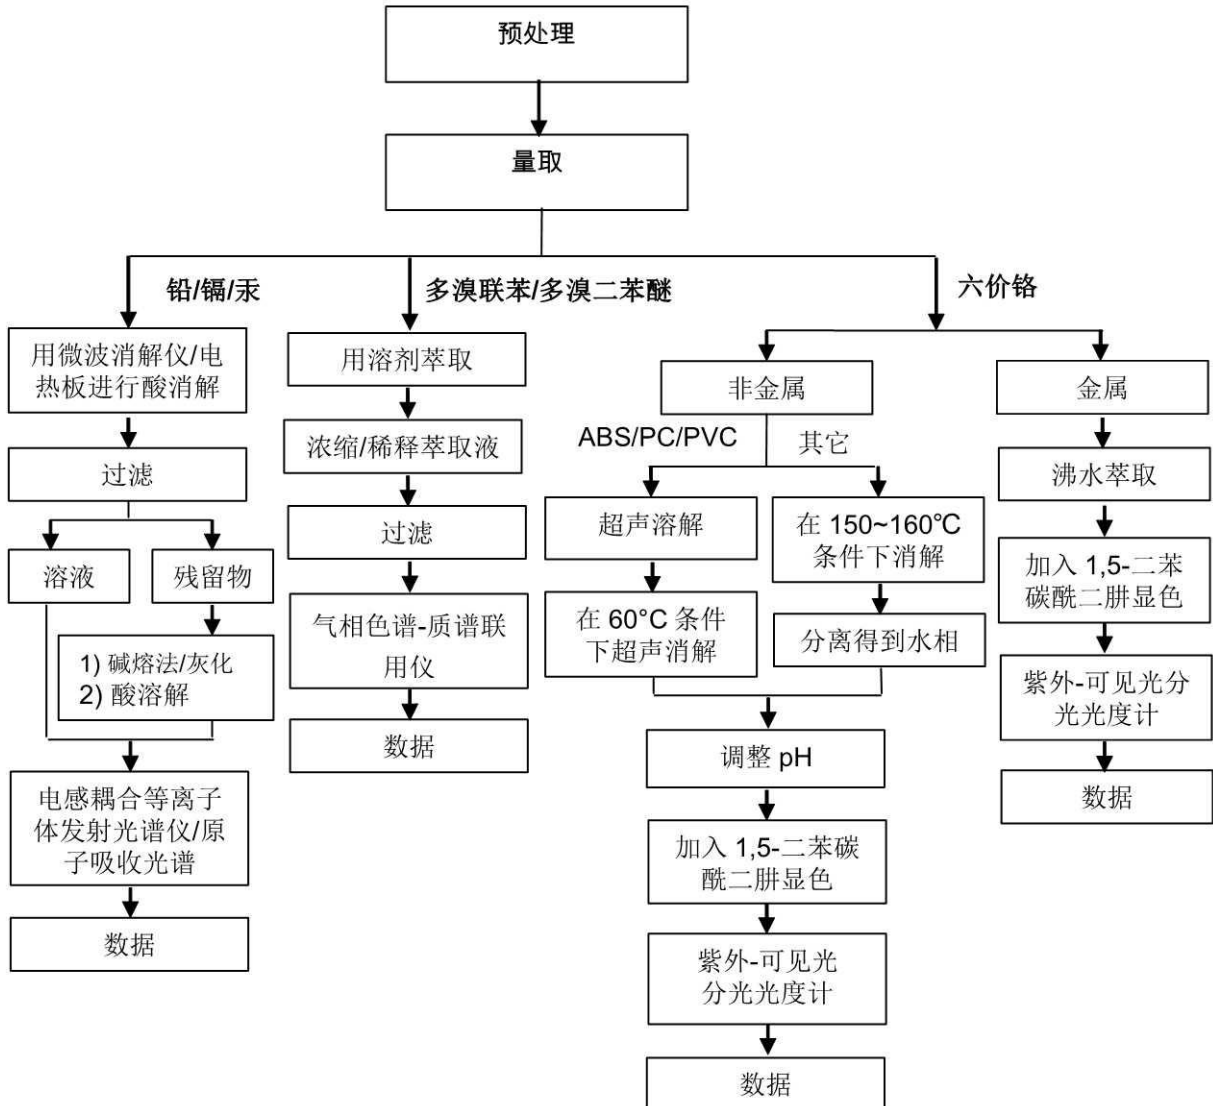 预处理
量取
铅/镉/汞
多溴联苯/多溴二苯醚
六价铬
用微波消解仪/电
热板进行酸消解
过滤
溶液
残留物
1) 碱熔法/灰化
2) 酸溶解
电感耦合等离子
体发射光谱仪/原
子吸收光谱
数据
用溶剂萃取
浓缩/稀释萃取液
过滤
气相色谱-质谱联
用仪
数据
非金属
ABS/PC/PVC
其它
超声溶解
在 60°C 条件
下超声消解
在 150~160℃
条件下消解
分离得到水相
调整 pH
加入 1,5-二苯碳
酰二肼显色
紫外-可见光
分光光度计
数据
金属
沸水萃取
加入 1,5-二苯
碳酰二肼显色
紫外-可见光分
光光度计
数据